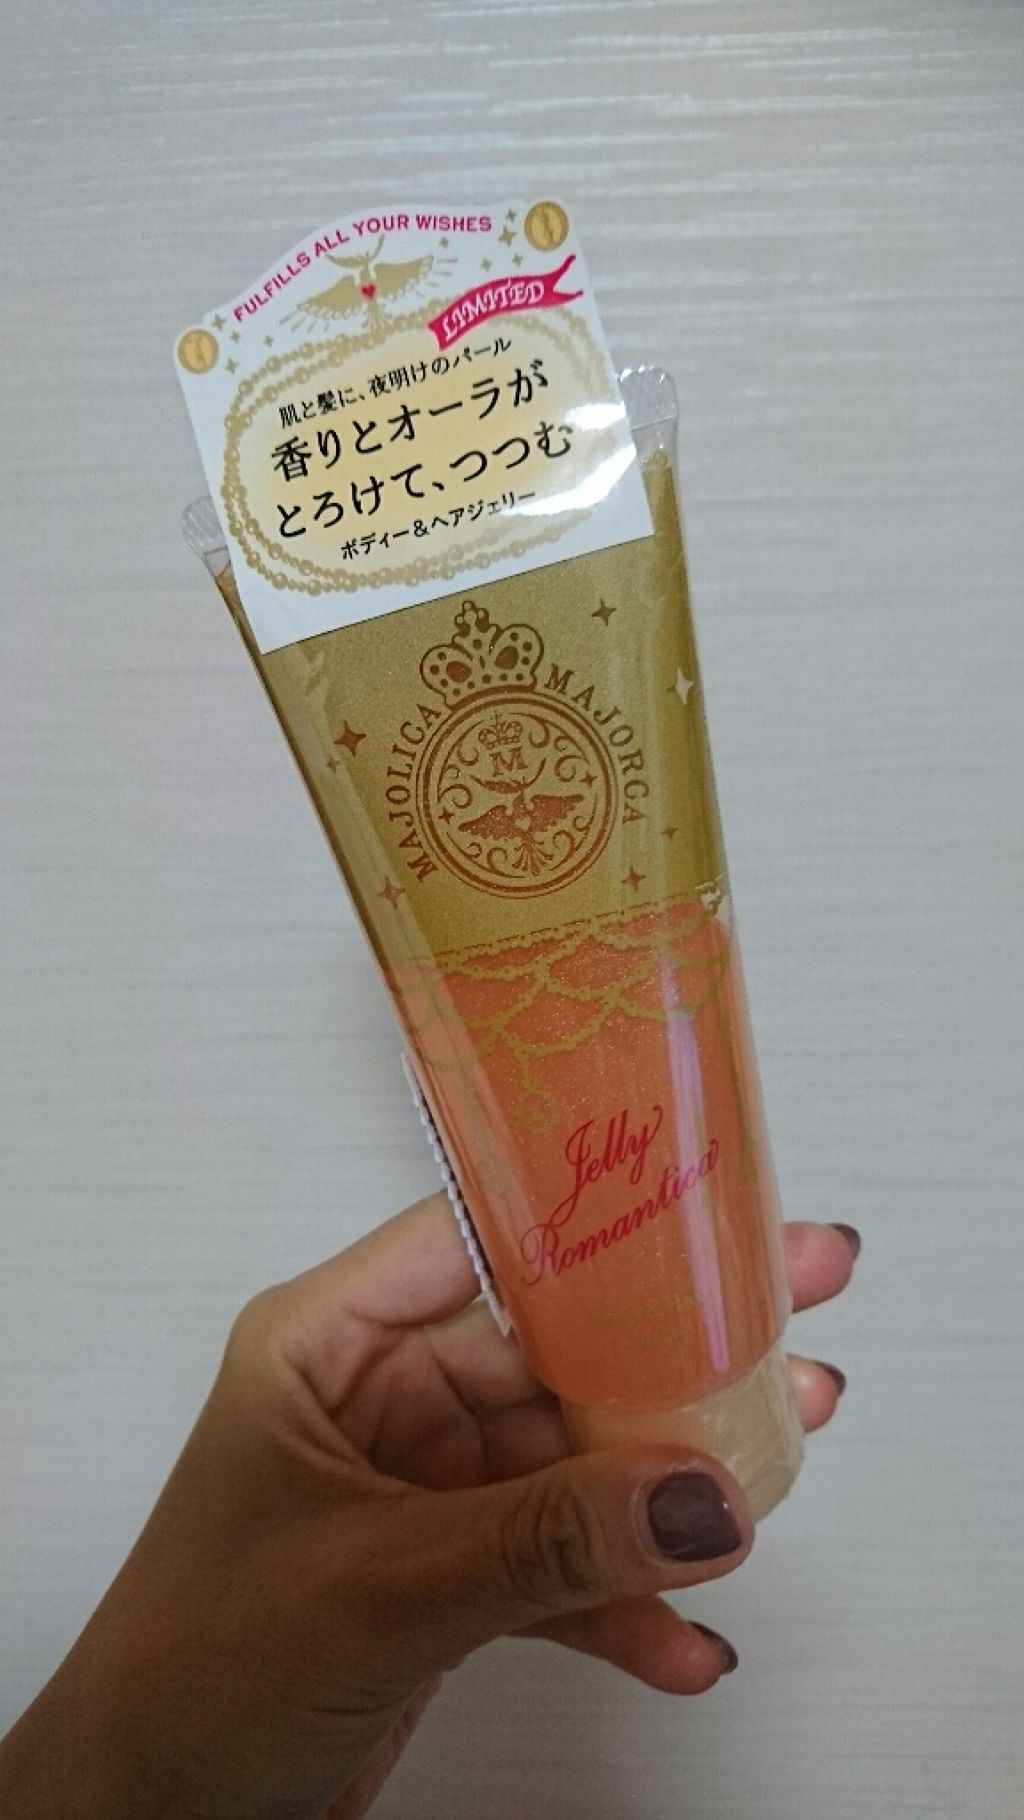 FULFILLS ALL YOUR WISHES
LIMITED
肌と髪に、夜明けのパール
香りとオーラが
とろけて、つつむ
ボディー&ヘアジェリー
MAJOLICA MAJORCA
M
Jelly
Romantica